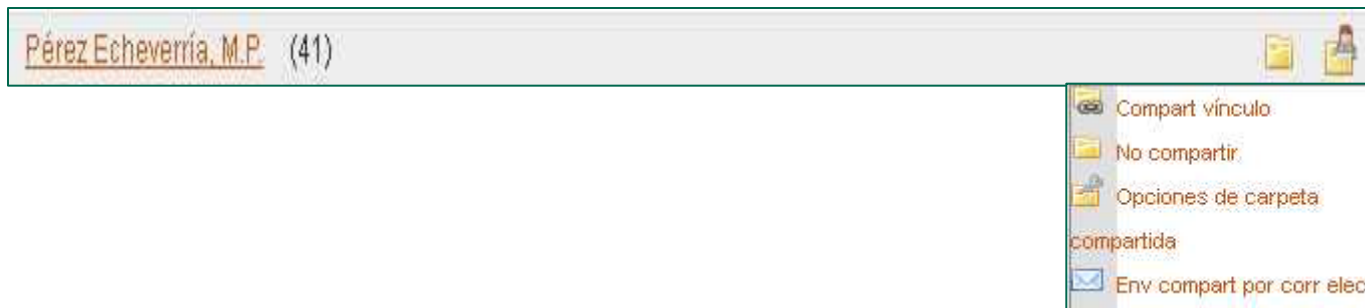 Pérez Echeverría, M.P. (41)
Compart vínculo
No compartir
Opciones de carpeta
compartida
Env compart por corr elec